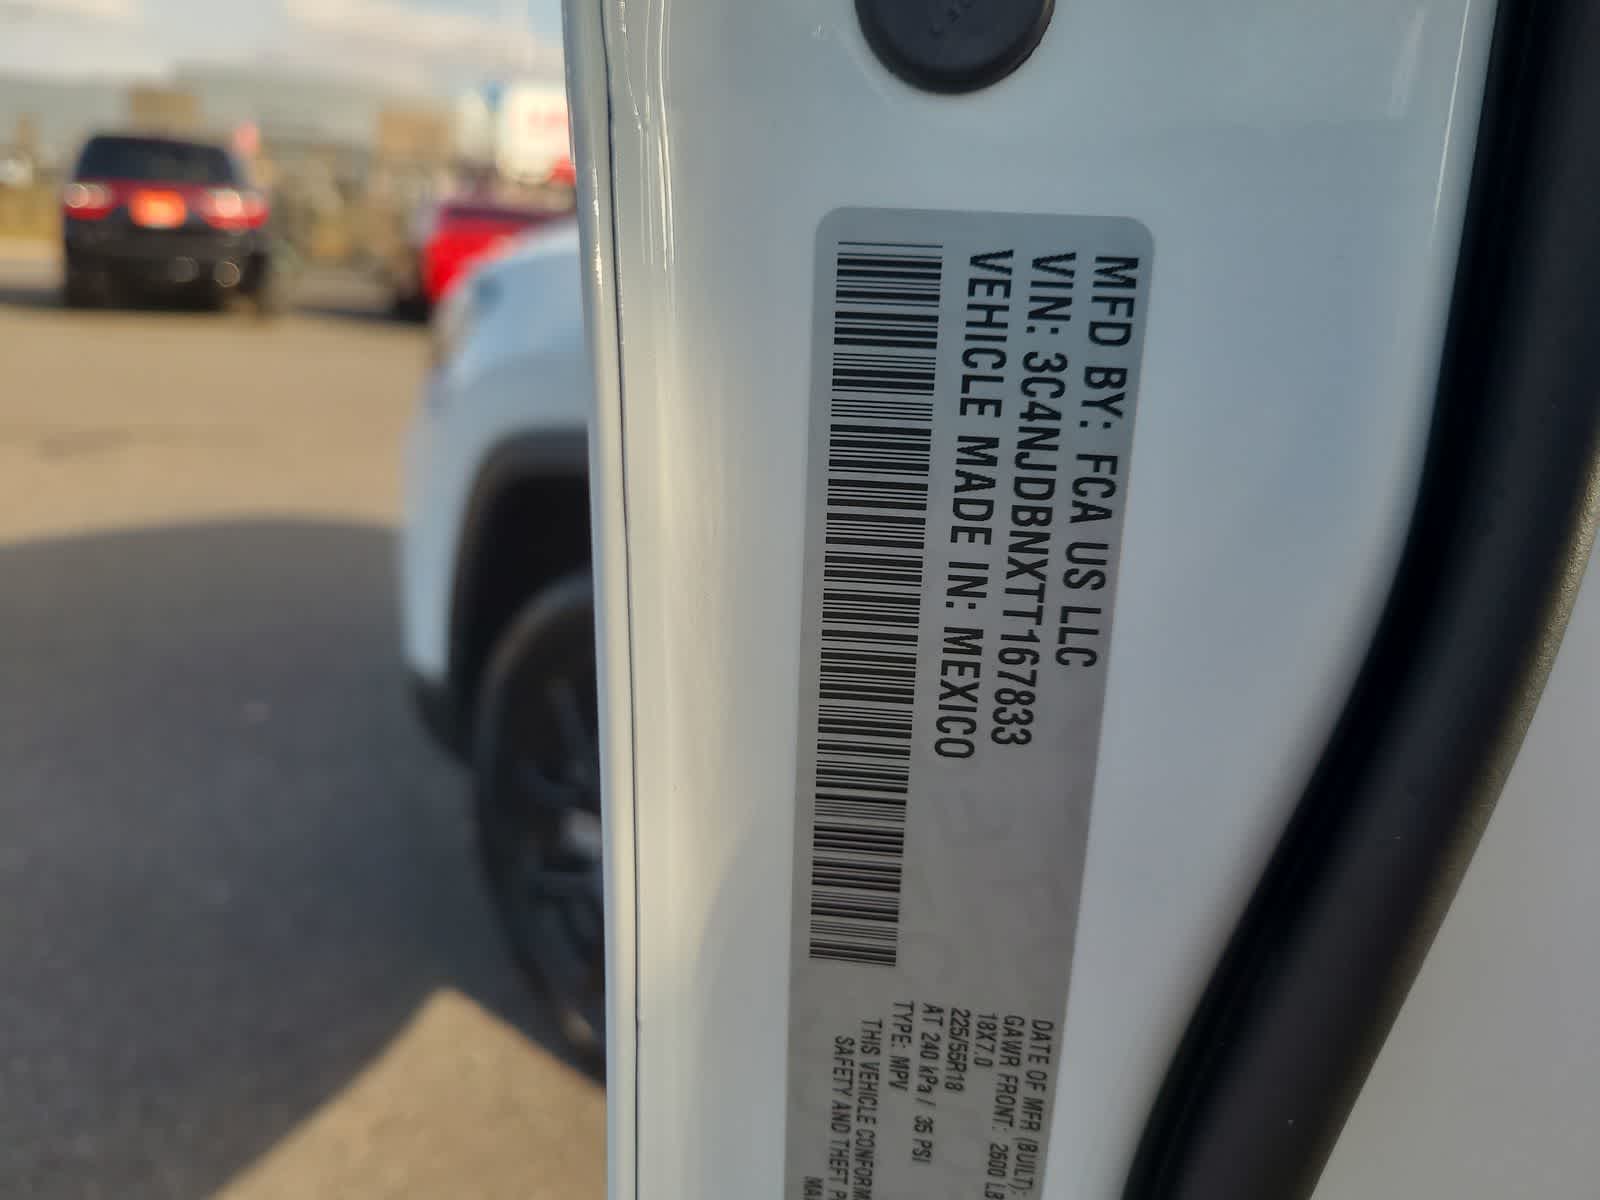 MFD BY: FCA US LLC
VIN: 3C4NJDBNXTT167833
VEHICLE MADE IN: MEXICO
DATE OF MFR (BUILT):
GAWR FRONT: 2600 LB
18X7.0
225/55R18
AT 240 kPa / 35 PSI
TYPE: MPV
THIS VEHICLE CONFORM
SAFETY AND THEFT P